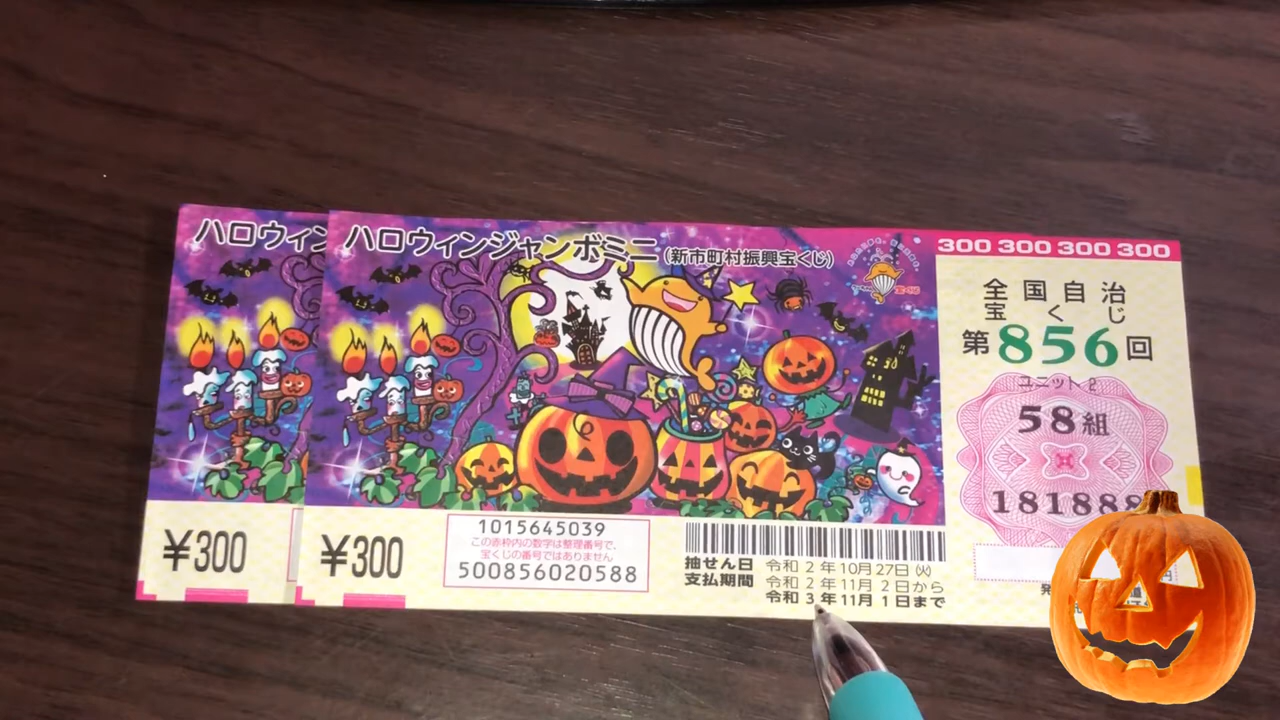 ハロウィン
ハロウィンジャンボミニ(新市町村振興宝くじ)
300 300 300 300
全国自治
宝くじ
第856回
ユニット2
58組
181888
¥300
¥300
1015645039
この赤枠内の数字は整理番号で、
宝くじの番号ではありません
500856020588
抽せん日 令和2年10月27日(火)
支払期間 令和2年11月2日から
令和3年11月1日まで